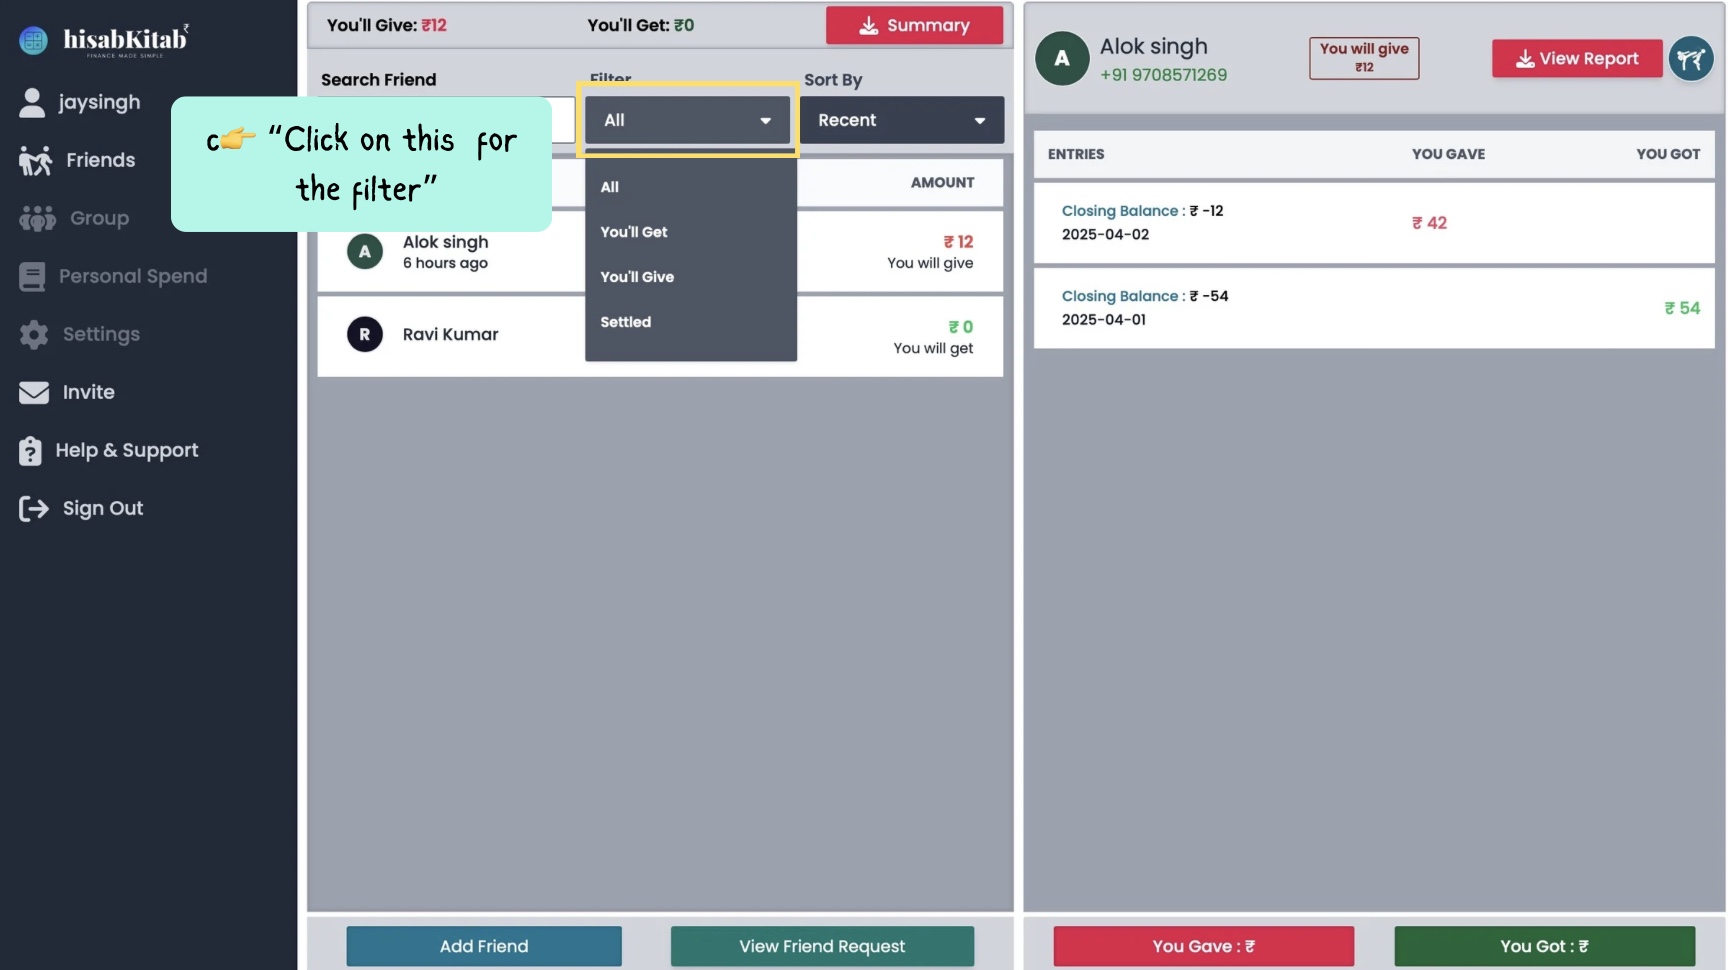 hisabKitab₹
FINANCE MADE SIMPLE
jaysingh
Friends
Group
Personal Spend
Settings
Invite
Help & Support
Sign Out
c👉 “Click on this for
the filter”
You'll Give: ₹12
You'll Get: ₹0
Summary
Search Friend
Filter
Sort By
All
Recent
All
You'll Get
You'll Give
Settled
AMOUNT
A
Alok singh
6 hours ago
₹ 12
You will give
R
Ravi Kumar
₹ 0
You will get
Add Friend
View Friend Request
A
Alok singh
+91 9708571269
You will give
₹12
View Report
ENTRIES
YOU GAVE
YOU GOT
Closing Balance : ₹ -12
2025-04-02
₹ 42
Closing Balance : ₹ -54
2025-04-01
₹ 54
You Gave : ₹
You Got : ₹